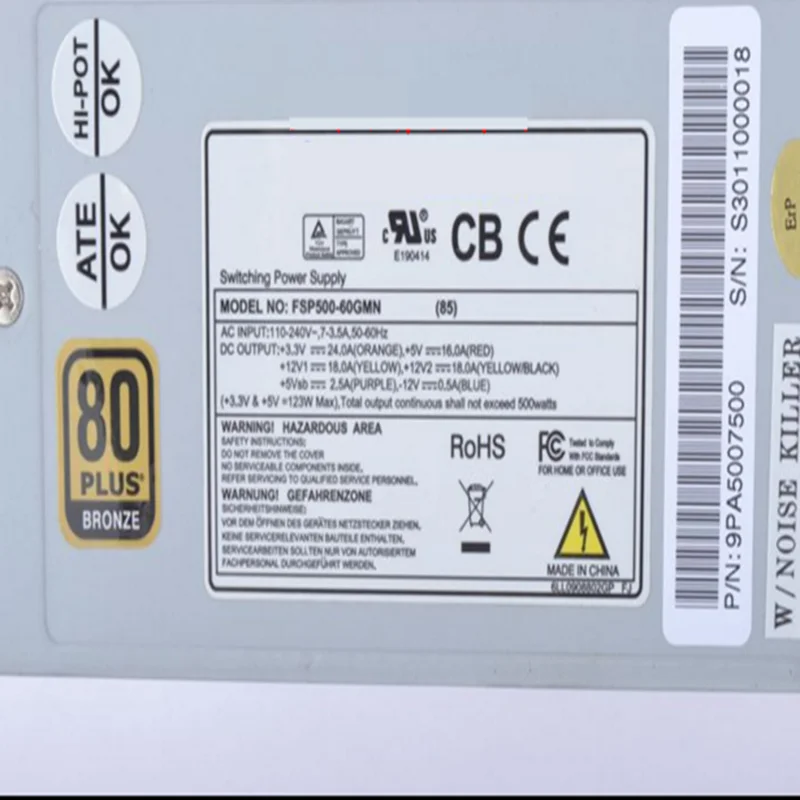 HI-POT
OK
ATE
OK
80
PLUS®
BRONZE
c RU® US
E190414
CB CE
Switching Power Supply
MODEL NO: FSP500-60GMN (85)
AC INPUT:110-240V~,7-3.5A,50-60Hz
DC OUTPUT:+3.3V ⎓ 24.0A(ORANGE),+5V ⎓16.0A(RED)
+12V1 ⎓ 18.0A(YELLOW),+12V2 ⎓18.0A(YELLOW/BLACK)
+5Vsb ⎓ 2.5A(PURPLE),-12V ⎓0.5A(BLUE)
(+3.3V & +5V =123W Max),Total output continuous shall not exceed 500watts
WARNING! HAZARDOUS AREA
SAFETY INSTRUCTIONS:
DO NOT REMOVE THE COVER
NO SERVICEABLE COMPONENTS INSIDE.
REFER SERVICING TO QUALIFIED SERVICE PERSONNEL.
WARNUNG! GEFAHRENZONE
SICHERHEITSHINWEISE:
VOR DEM ÖFFNEN DES GERÄTES NETZSTECKER ZIEHEN.
KEINE SERVICERELEVANTEN BAUTEILE ENTHALTEN.
SERVICEARBEITEN SOLLTEN NUR VON AUTORISIERTEM
FACHPERSONAL DURCHGEFÜHRT WERDEN.
RoHS
FC Tested to Comply
With FCC Standards
FOR HOME OR OFFICE USE
MADE IN CHINA
P/N: 9PA5007500 S/N: S3011000018
ErP
W/NOISE KILLER